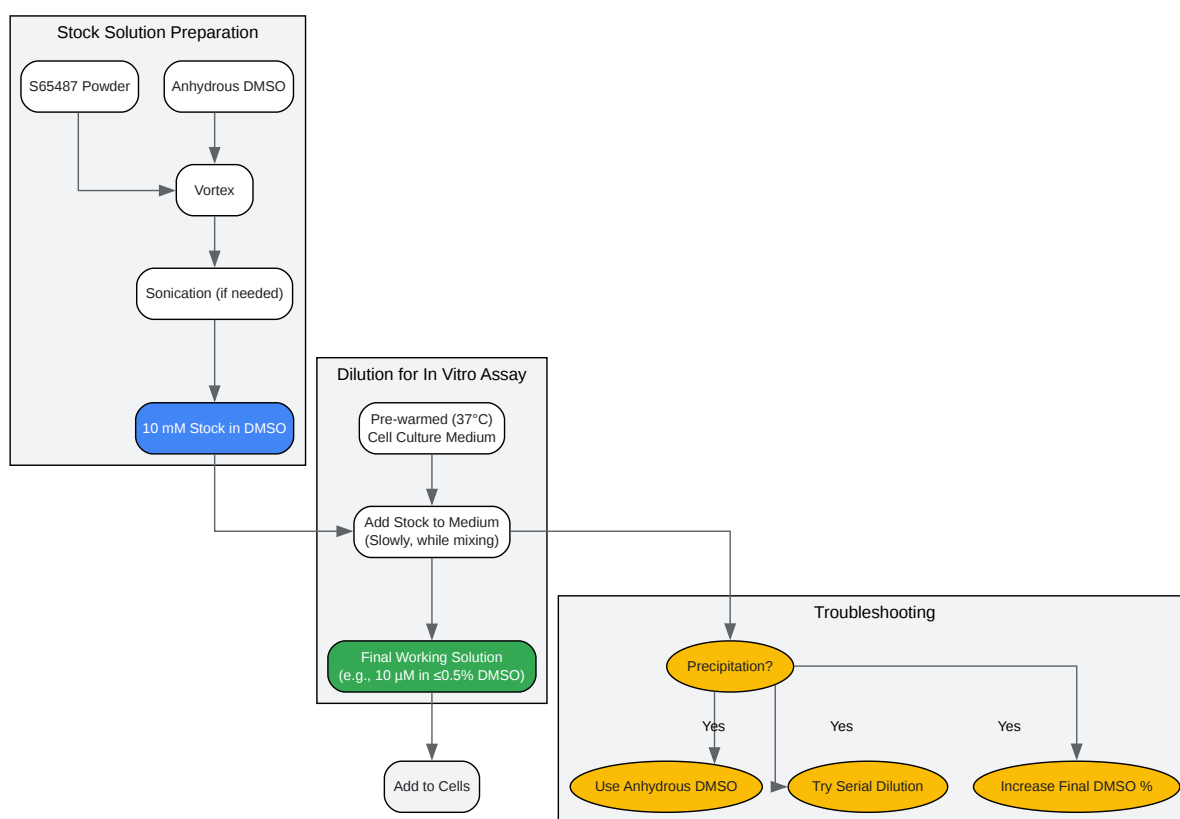 Stock Solution Preparation
S65487 Powder
Anhydrous DMSO
Vortex
Sonication (if needed)
10 mM Stock in DMSO
Dilution for In Vitro Assay
Pre-warmed (37°C)
Cell Culture Medium
Add Stock to Medium
(Slowly, while mixing)
Final Working Solution
(e.g., 10 µM in ≤0.5% DMSO)
Add to Cells
Troubleshooting
Precipitation?
Yes
Yes
Yes
Use Anhydrous DMSO
Try Serial Dilution
Increase Final DMSO %